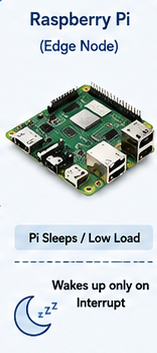 Raspberry Pi
(Edge Node)
Pi Sleeps / Low Load
Wakes up only on
Interrupt
z z z